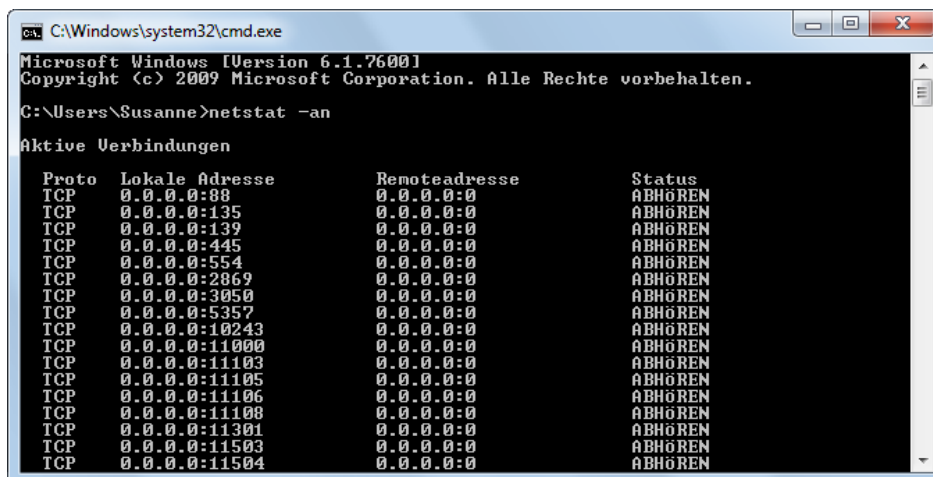 C:\Windows\system32\cmd.exe
Microsoft Windows [Version 6.1.7600]
Copyright (c) 2009 Microsoft Corporation. Alle Rechte vorbehalten.
C:\Users\Susanne>netstat -an
Aktive Verbindungen
Proto Lokale Adresse Remoteadresse Status
TCP 0.0.0.0:88 0.0.0.0:0 ABHÖREN
TCP 0.0.0.0:135 0.0.0.0:0 ABHÖREN
TCP 0.0.0.0:139 0.0.0.0:0 ABHÖREN
TCP 0.0.0.0:445 0.0.0.0:0 ABHÖREN
TCP 0.0.0.0:554 0.0.0.0:0 ABHÖREN
TCP 0.0.0.0:2869 0.0.0.0:0 ABHÖREN
TCP 0.0.0.0:3050 0.0.0.0:0 ABHÖREN
TCP 0.0.0.0:5357 0.0.0.0:0 ABHÖREN
TCP 0.0.0.0:10243 0.0.0.0:0 ABHÖREN
TCP 0.0.0.0:11000 0.0.0.0:0 ABHÖREN
TCP 0.0.0.0:11103 0.0.0.0:0 ABHÖREN
TCP 0.0.0.0:11105 0.0.0.0:0 ABHÖREN
TCP 0.0.0.0:11106 0.0.0.0:0 ABHÖREN
TCP 0.0.0.0:11108 0.0.0.0:0 ABHÖREN
TCP 0.0.0.0:11301 0.0.0.0:0 ABHÖREN
TCP 0.0.0.0:11503 0.0.0.0:0 ABHÖREN
TCP 0.0.0.0:11504 0.0.0.0:0 ABHÖREN